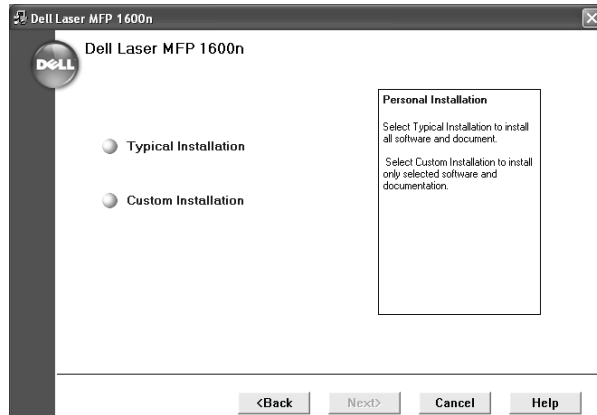 Dell Laser MFP 1600n
DELL
Dell Laser MFP 1600n
Typical Installation
Custom Installation
Personal Installation
Select Typical Installation to install
all software and document.
Select Custom Installation to install
only selected software and
documentation.
<Back
Next>
Cancel
Help